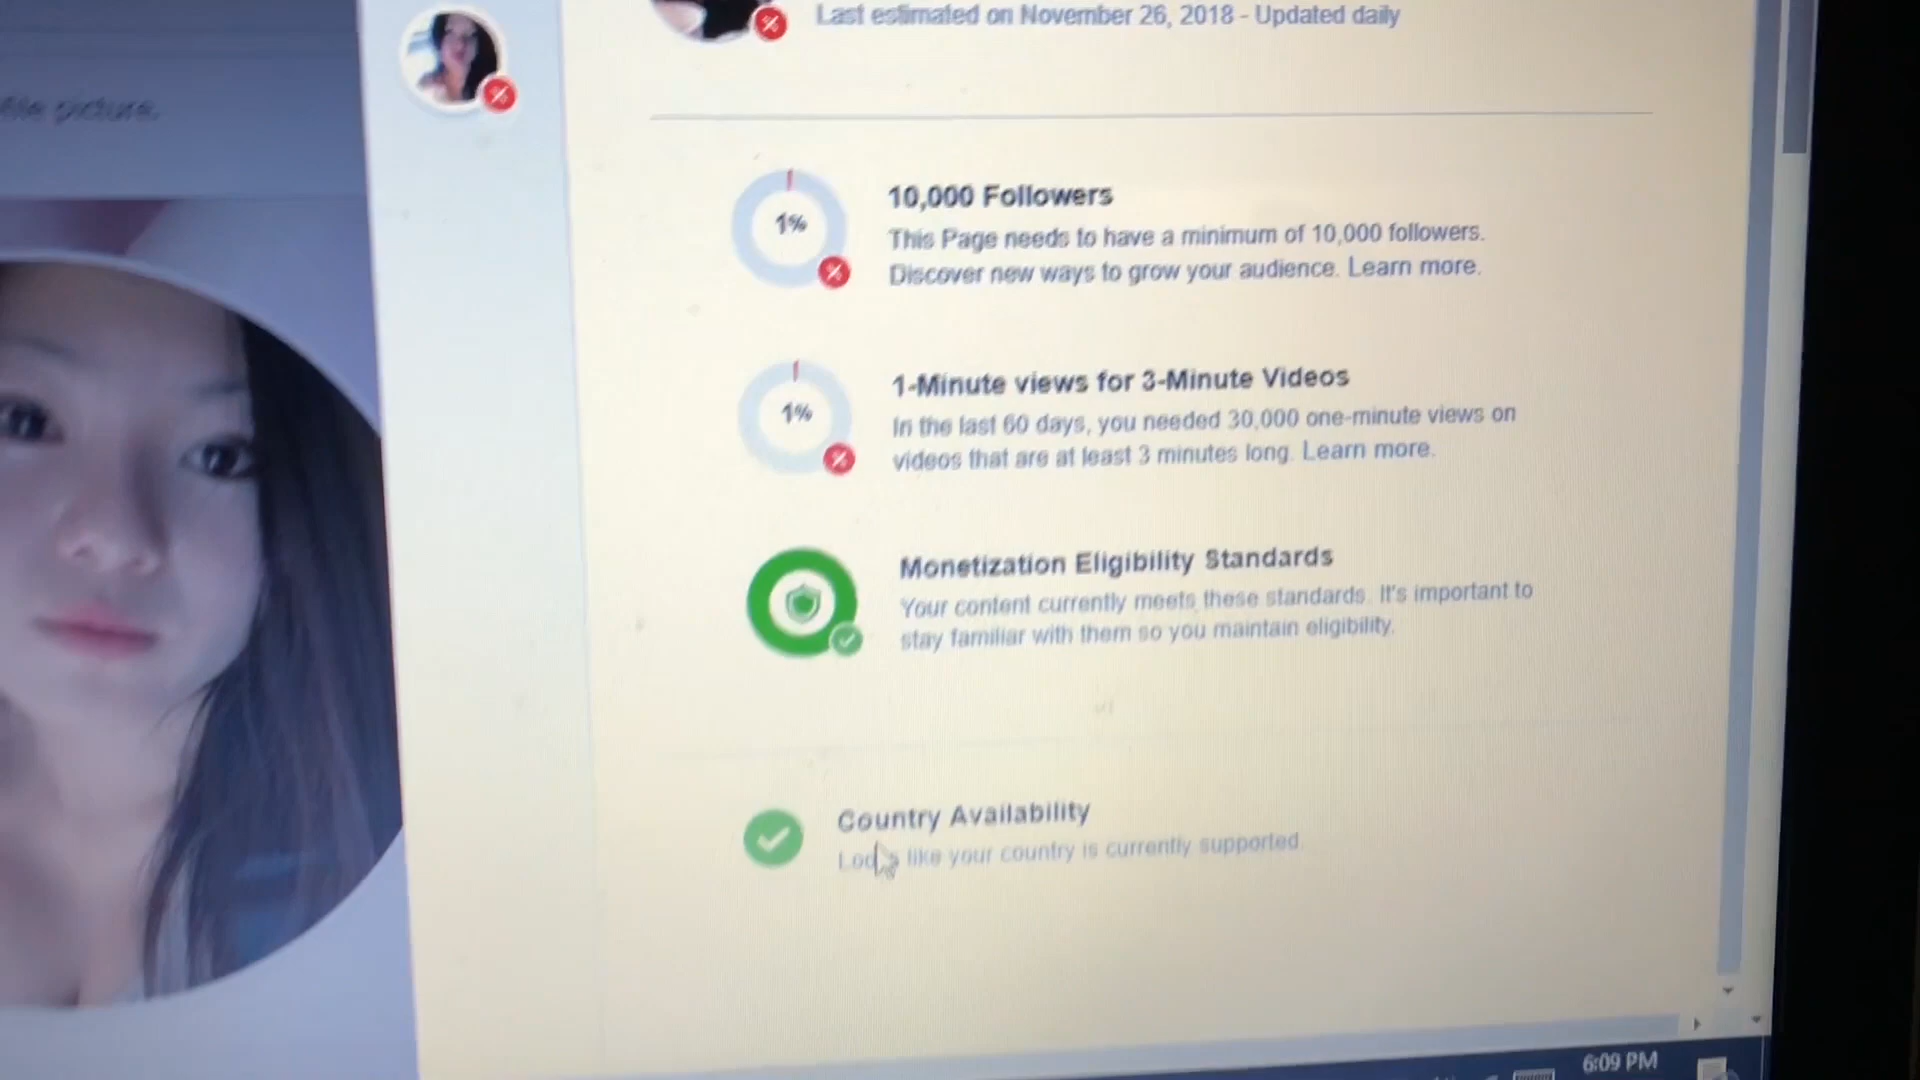 Last estimated on November 26, 2018 - Updated daily
file picture.
1%
10,000 Followers
This Page needs to have a minimum of 10,000 followers.
Discover new ways to grow your audience. Learn more.
1%
1-Minute views for 3-Minute Videos
In the last 60 days, you needed 30,000 one-minute views on
videos that are at least 3 minutes long. Learn more.
Monetization Eligibility Standards
Your content currently meets these standards. It's important to
stay familiar with them so you maintain eligibility.
Country Availability
Looks like your country is currently supported.
6:09 PM